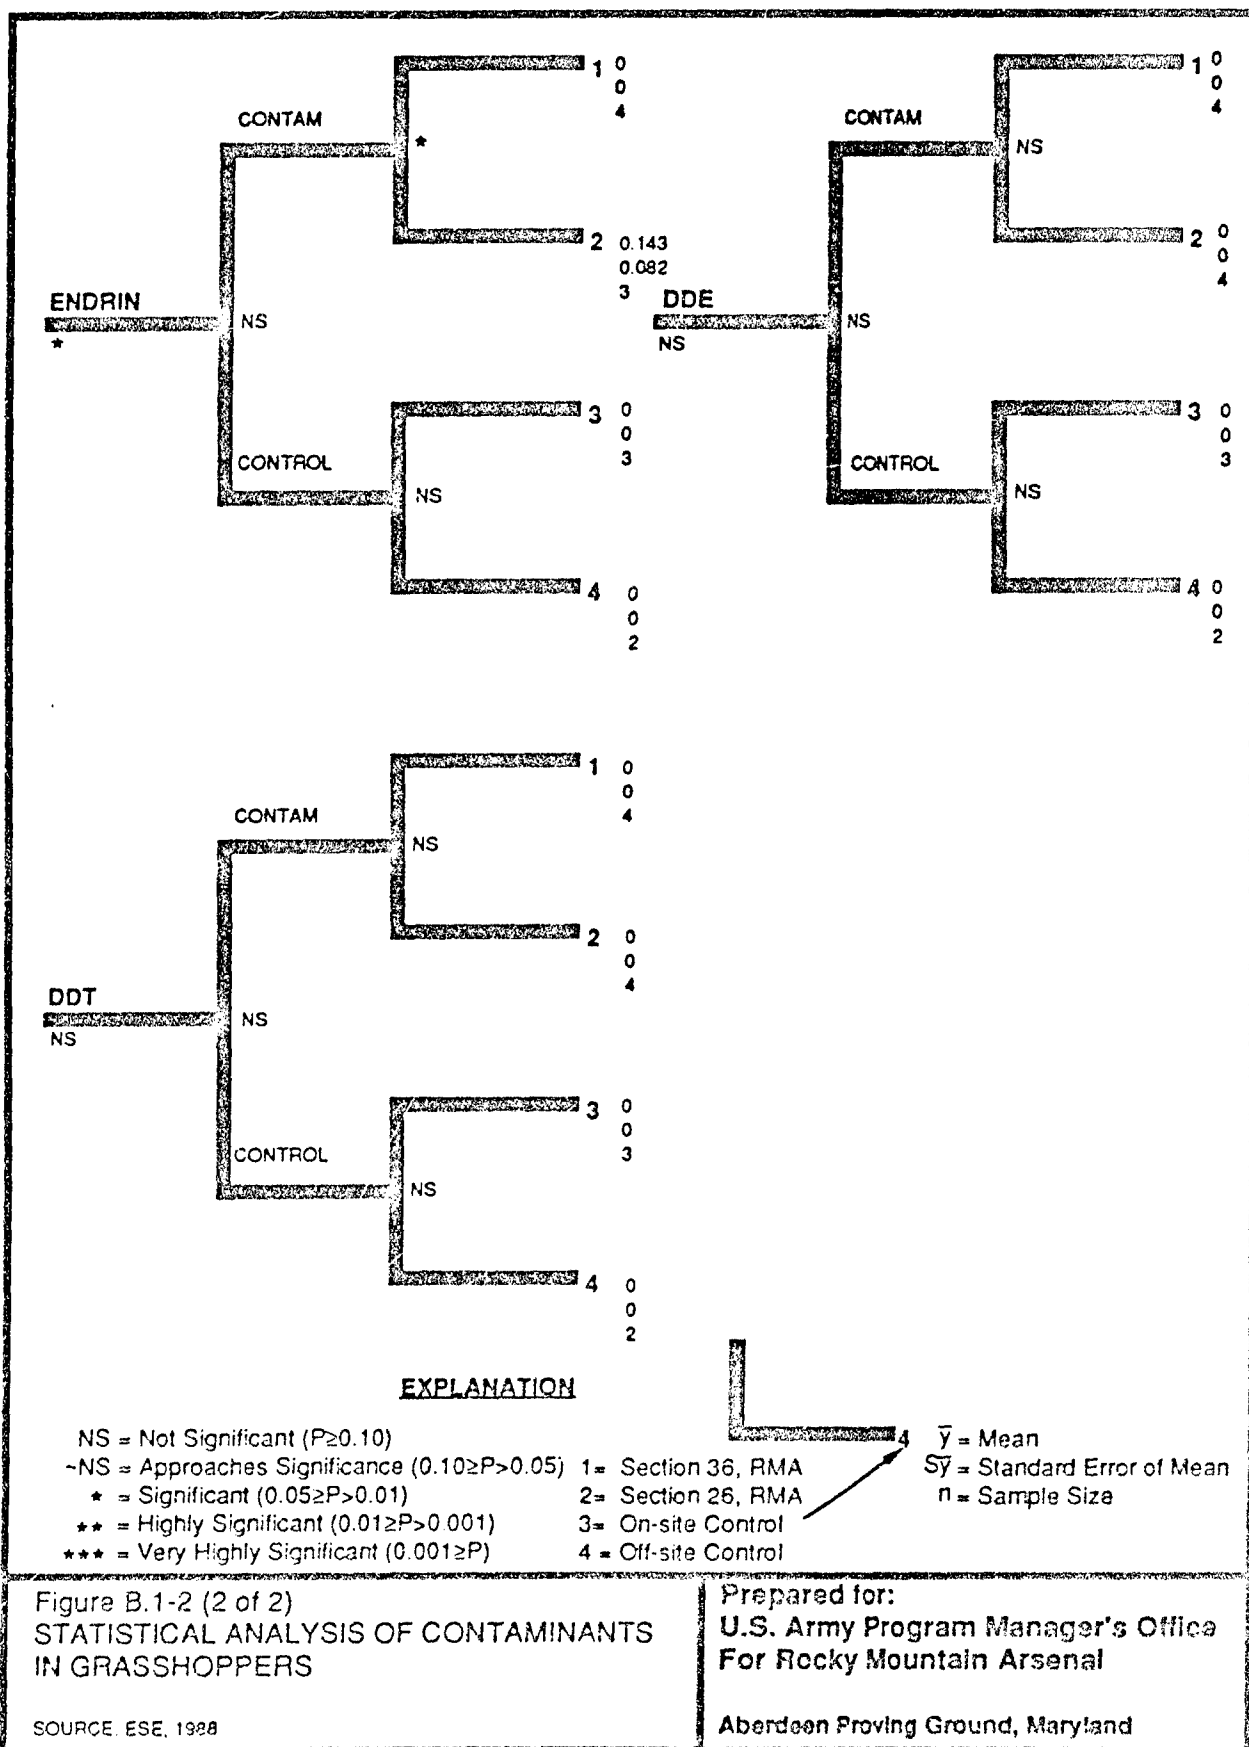 ENDRIN
*
NS
CONTAM
*
1
0
0
4
2
0.143
0.082
3
CONTROL
NS
3
0
0
3
4
0
0
2
DDE
NS
NS
CONTAM
NS
1
0
0
4
2
0
0
4
CONTROL
NS
3
0
0
3
4
0
0
2
DDT
NS
NS
CONTAM
NS
1
0
0
4
2
0
0
4
CONTROL
NS
3
0
0
3
4
0
0
2
EXPLANATION
NS = Not Significant (P≥0.10)
~NS = Approaches Significance (0.10≥P>0.05)
* = Significant (0.05≥P>0.01)
** = Highly Significant (0.01≥P>0.001)
*** = Very Highly Significant (0.001≥P)
1= Section 36, RMA
2= Section 26, RMA
3= On-site Control
4 = Off-site Control
4
y̅ = Mean
Sy̅ = Standard Error of Mean
n = Sample Size
Figure B.1-2 (2 of 2)
STATISTICAL ANALYSIS OF CONTAMINANTS
IN GRASSHOPPERS
SOURCE. ESE, 1988
Prepared for:
U.S. Army Program Manager's Office
For Rocky Mountain Arsenal
Aberdeen Proving Ground, Maryland